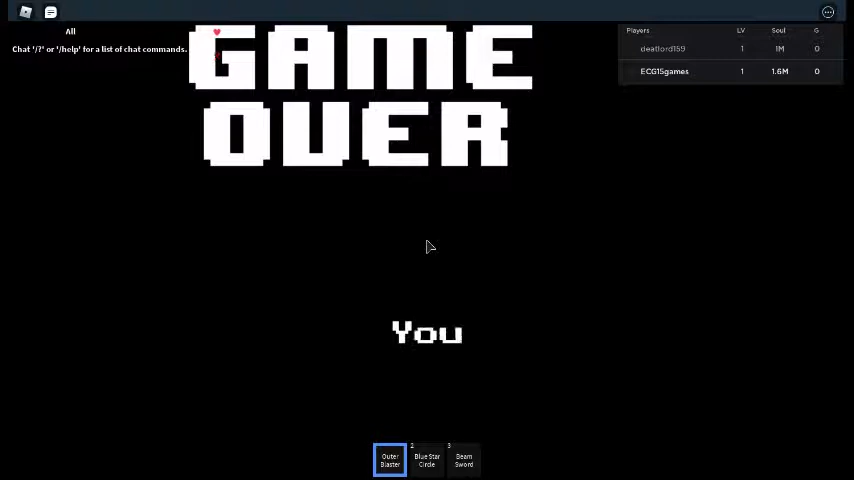 All
Chat '/?' or '/help' for a list of chat commands.
GAME
OVER
Players LV Soul G
deatlord159 1 1M 0
ECG15games 1 1.6M 0
You
Outer
Blaster
2
Blue Star
Circle
3
Beam
Sword